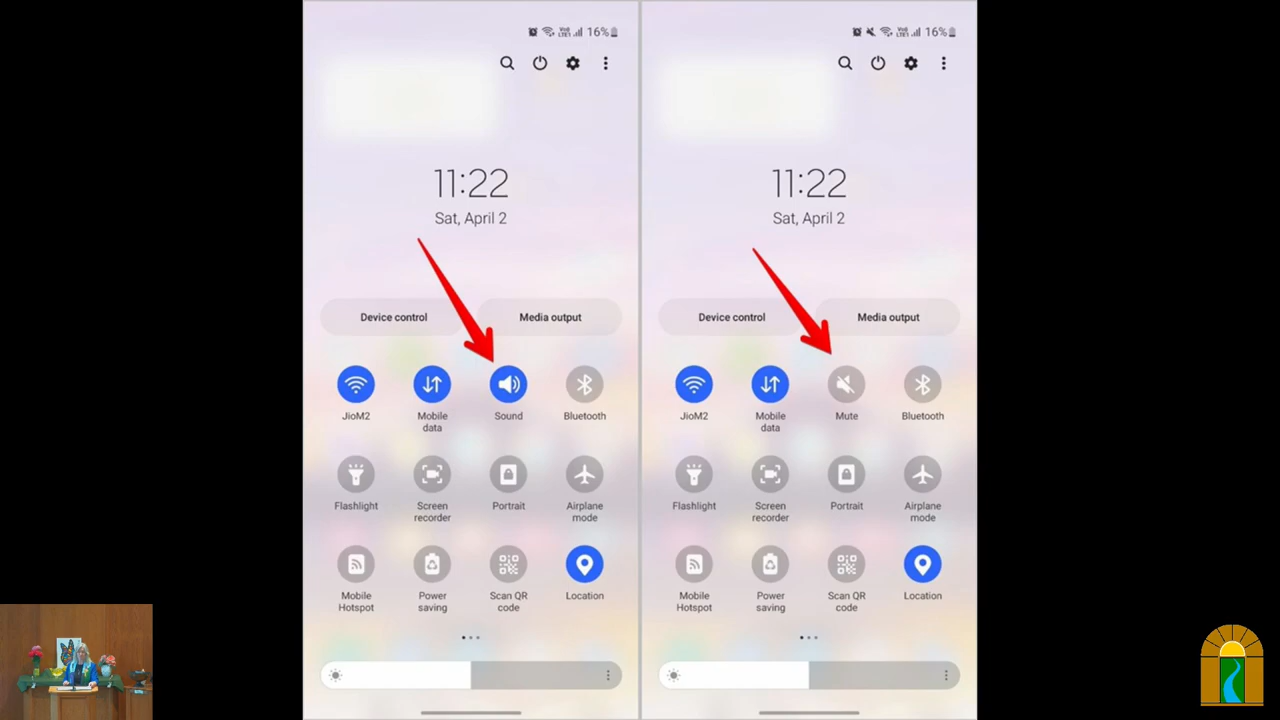 VoLTE1 16%
11:22
Sat, April 2
Device control Media output
JioM2 Mobile data Sound Bluetooth
Flashlight Screen recorder Portrait Airplane mode
Mobile Hotspot Power saving Scan QR code Location
VoLTE1 16%
11:22
Sat, April 2
Device control Media output
JioM2 Mobile data Mute Bluetooth
Flashlight Screen recorder Portrait Airplane mode
Mobile Hotspot Power saving Scan QR code Location